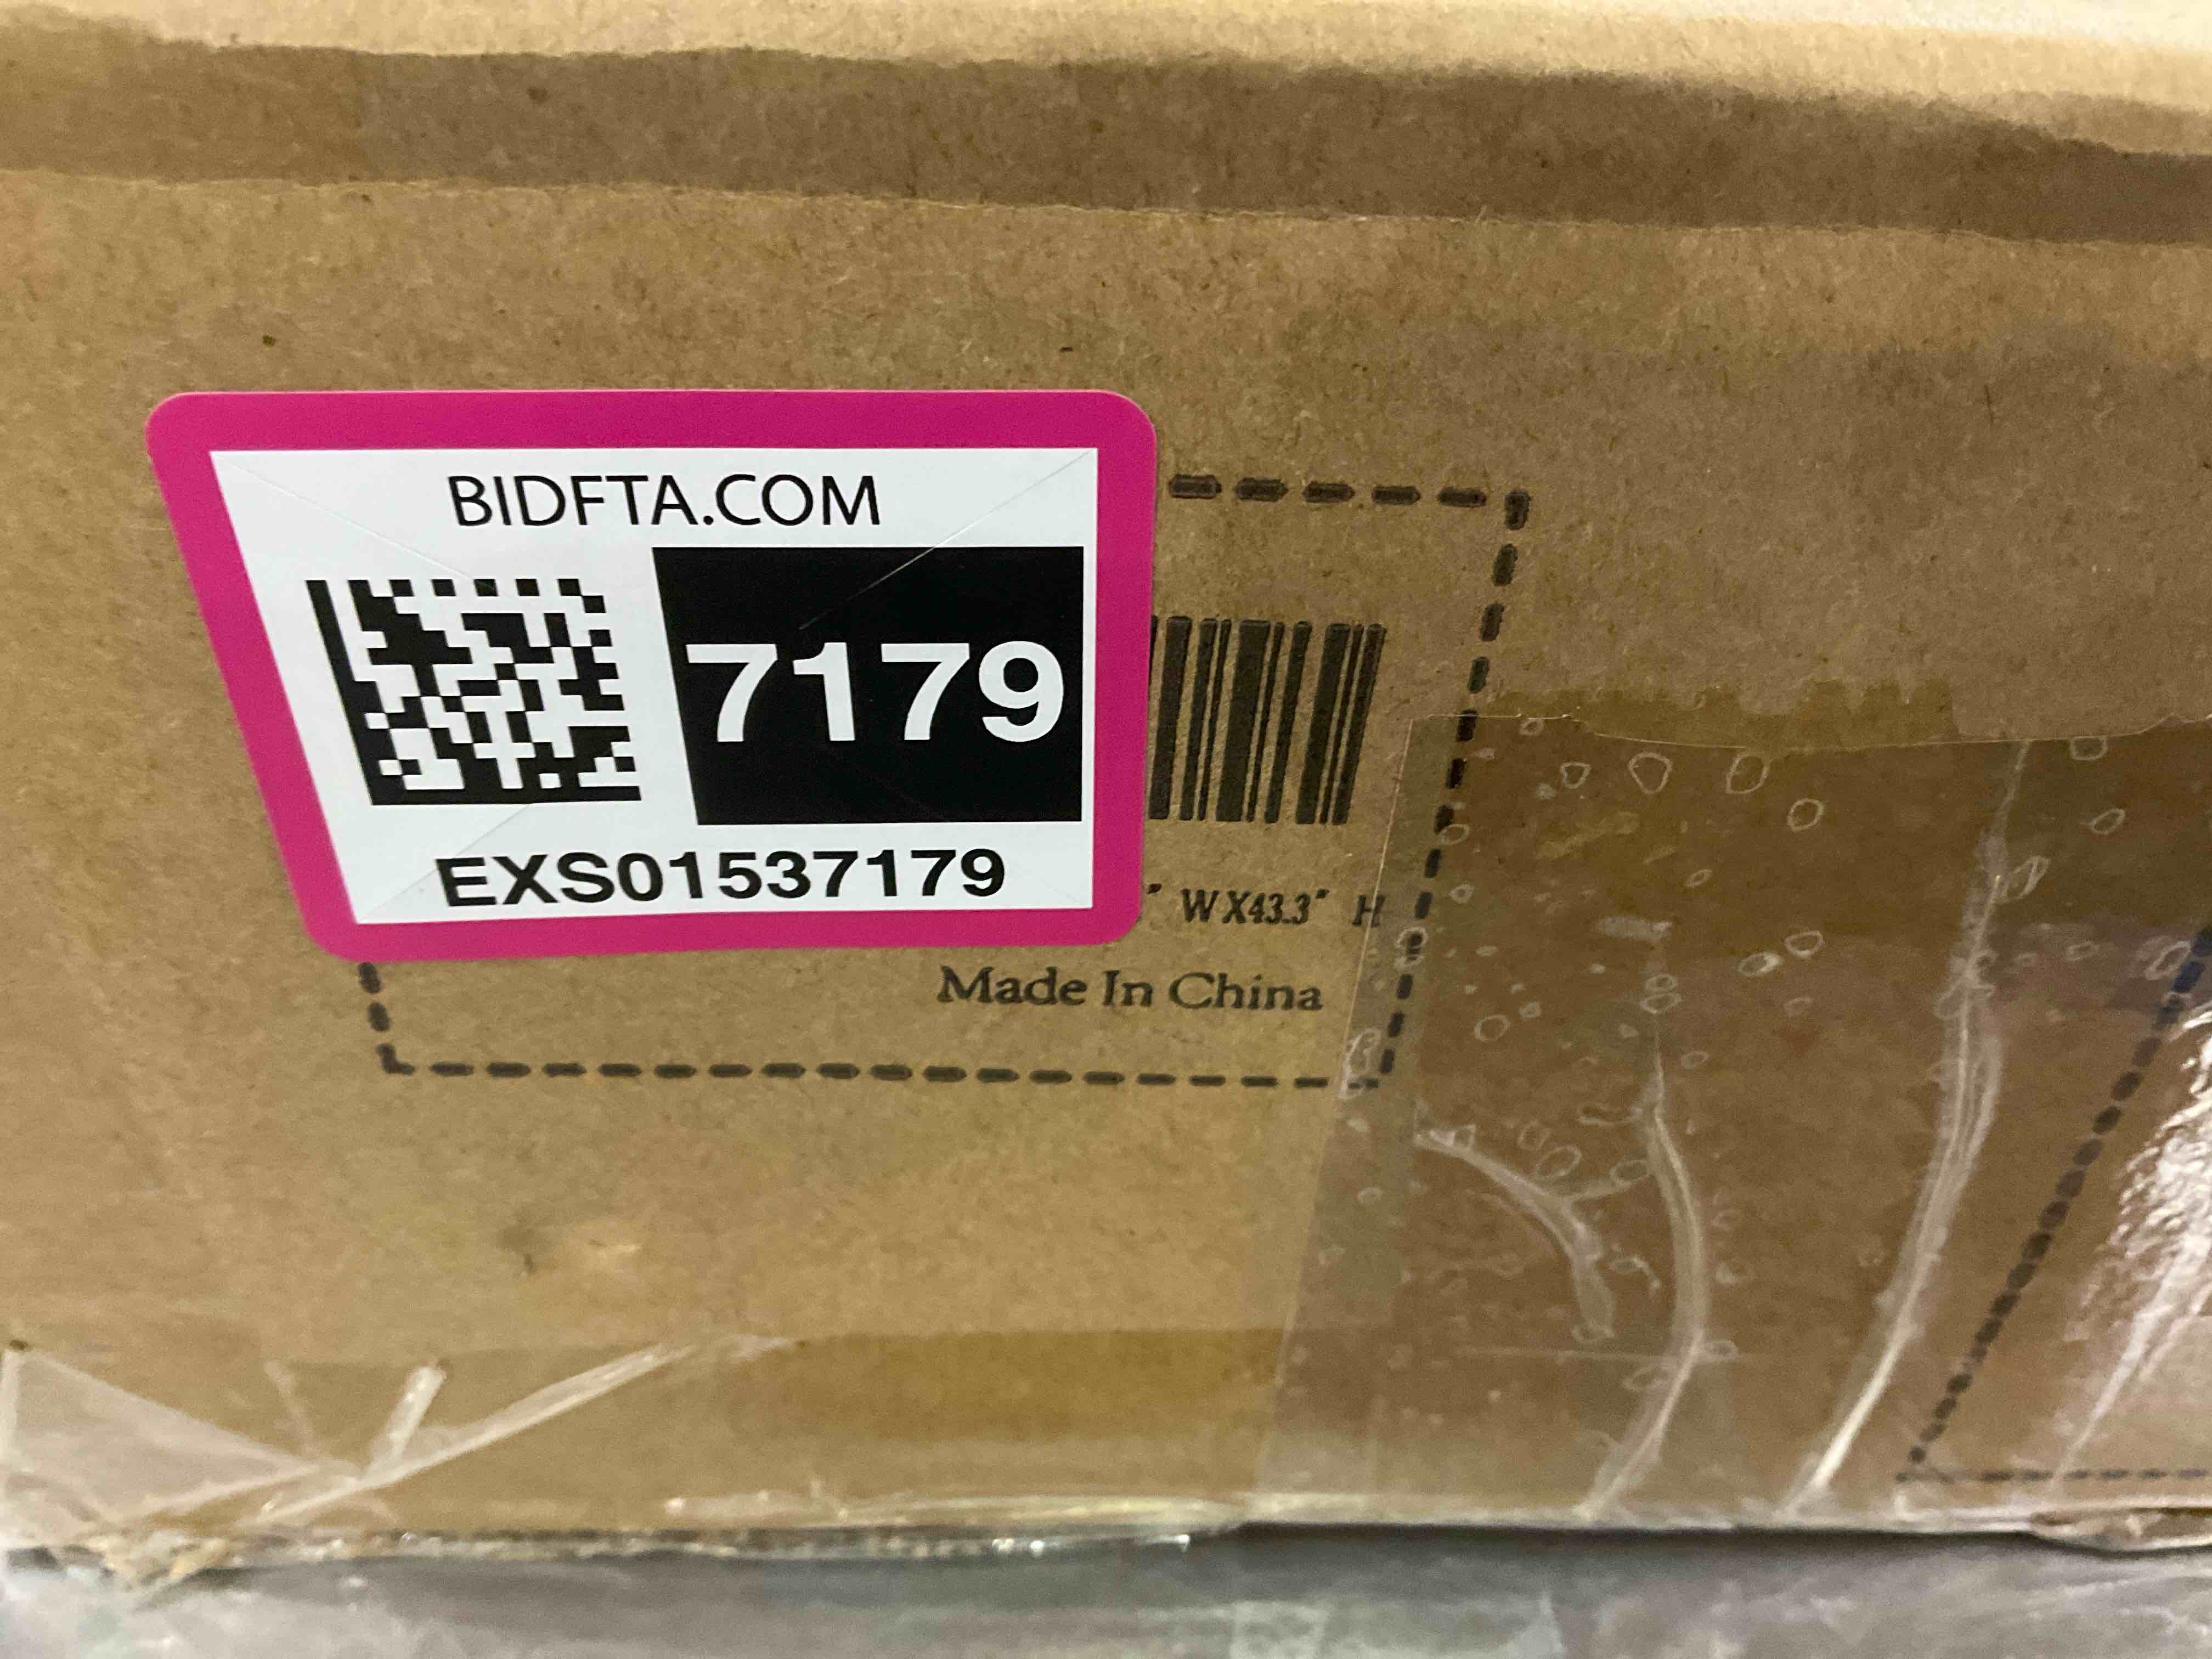 BIDFTA.COM
7179
EXS01537179
" W X43.3" H
Made In China